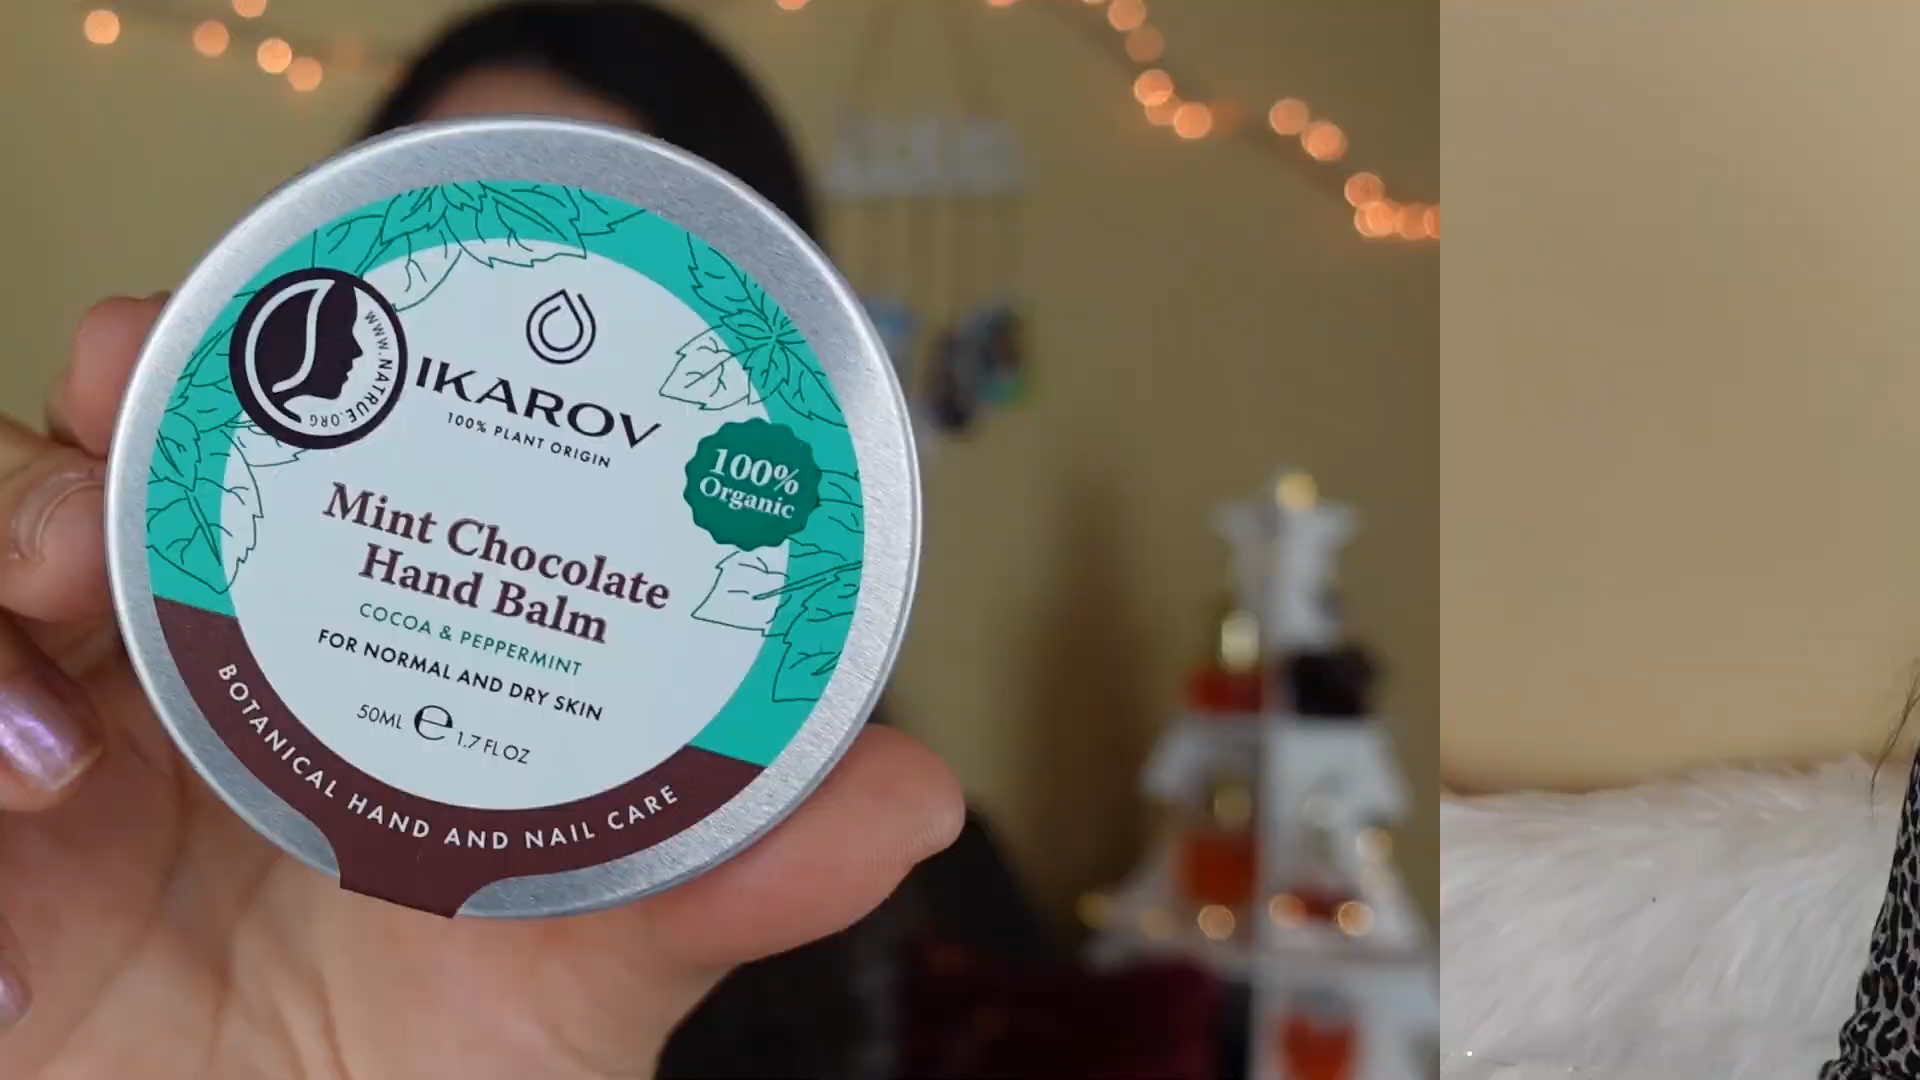 WWW.NATRUE.ORG
IKAROV
100% PLANT ORIGIN
100%
Organic
Mint Chocolate
Hand Balm
COCOA & PEPPERMINT
FOR NORMAL AND DRY SKIN
50ML e 1.7 FL OZ
BOTANICAL HAND AND NAIL CARE